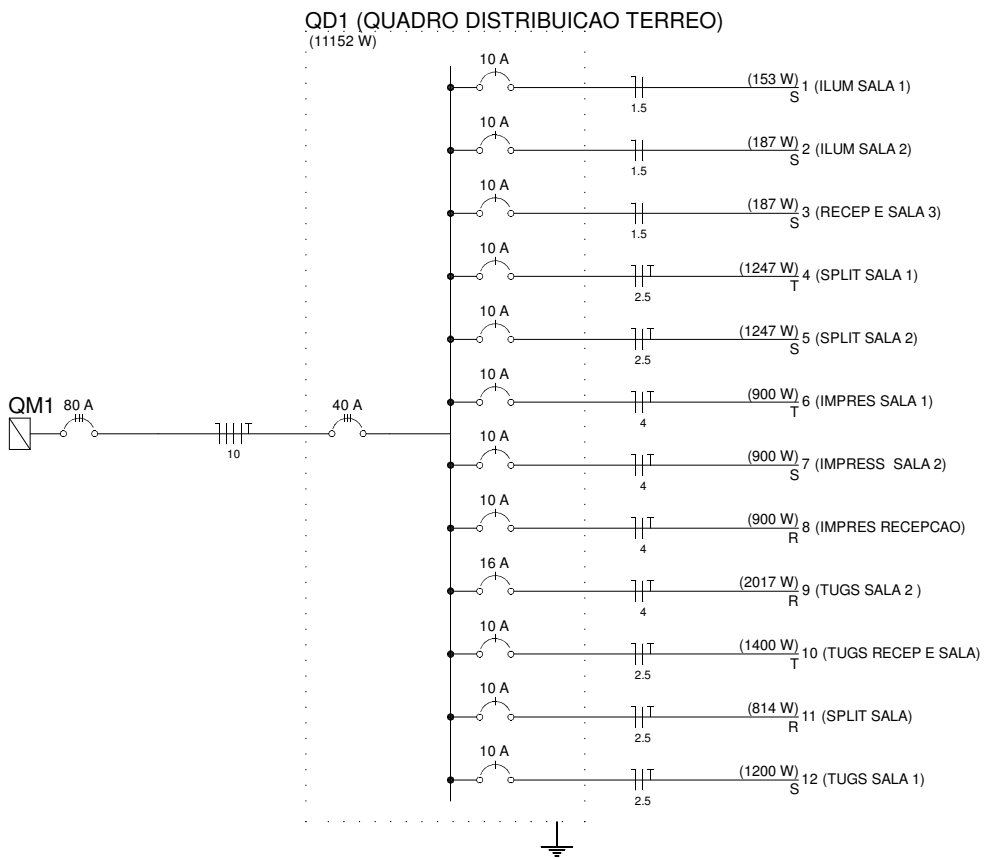 QD1 (QUADRO DISTRIBUICAO TERREO)
(11152 W)
10 A
(153 W) 1 (ILUM SALA 1)
S
1.5
10 A
(187 W) 2 (ILUM SALA 2)
S
1.5
10 A
(187 W) 3 (RECEP E SALA 3)
S
1.5
10 A
(1247 W) 4 (SPLIT SALA 1)
T
2.5
10 A
(1247 W) 5 (SPLIT SALA 2)
S
2.5
10 A
(900 W) 6 (IMPRES SALA 1)
T
4
QM1 80 A
40 A
10
10 A
(900 W) 7 (IMPRESS SALA 2)
S
4
10 A
(900 W) 8 (IMPRES RECEPCAO)
R
4
16 A
(2017 W) 9 (TUGS SALA 2 )
R
4
10 A
(1400 W) 10 (TUGS RECEP E SALA)
T
2.5
10 A
(814 W) 11 (SPLIT SALA)
R
2.5
10 A
(1200 W) 12 (TUGS SALA 1)
S
2.5